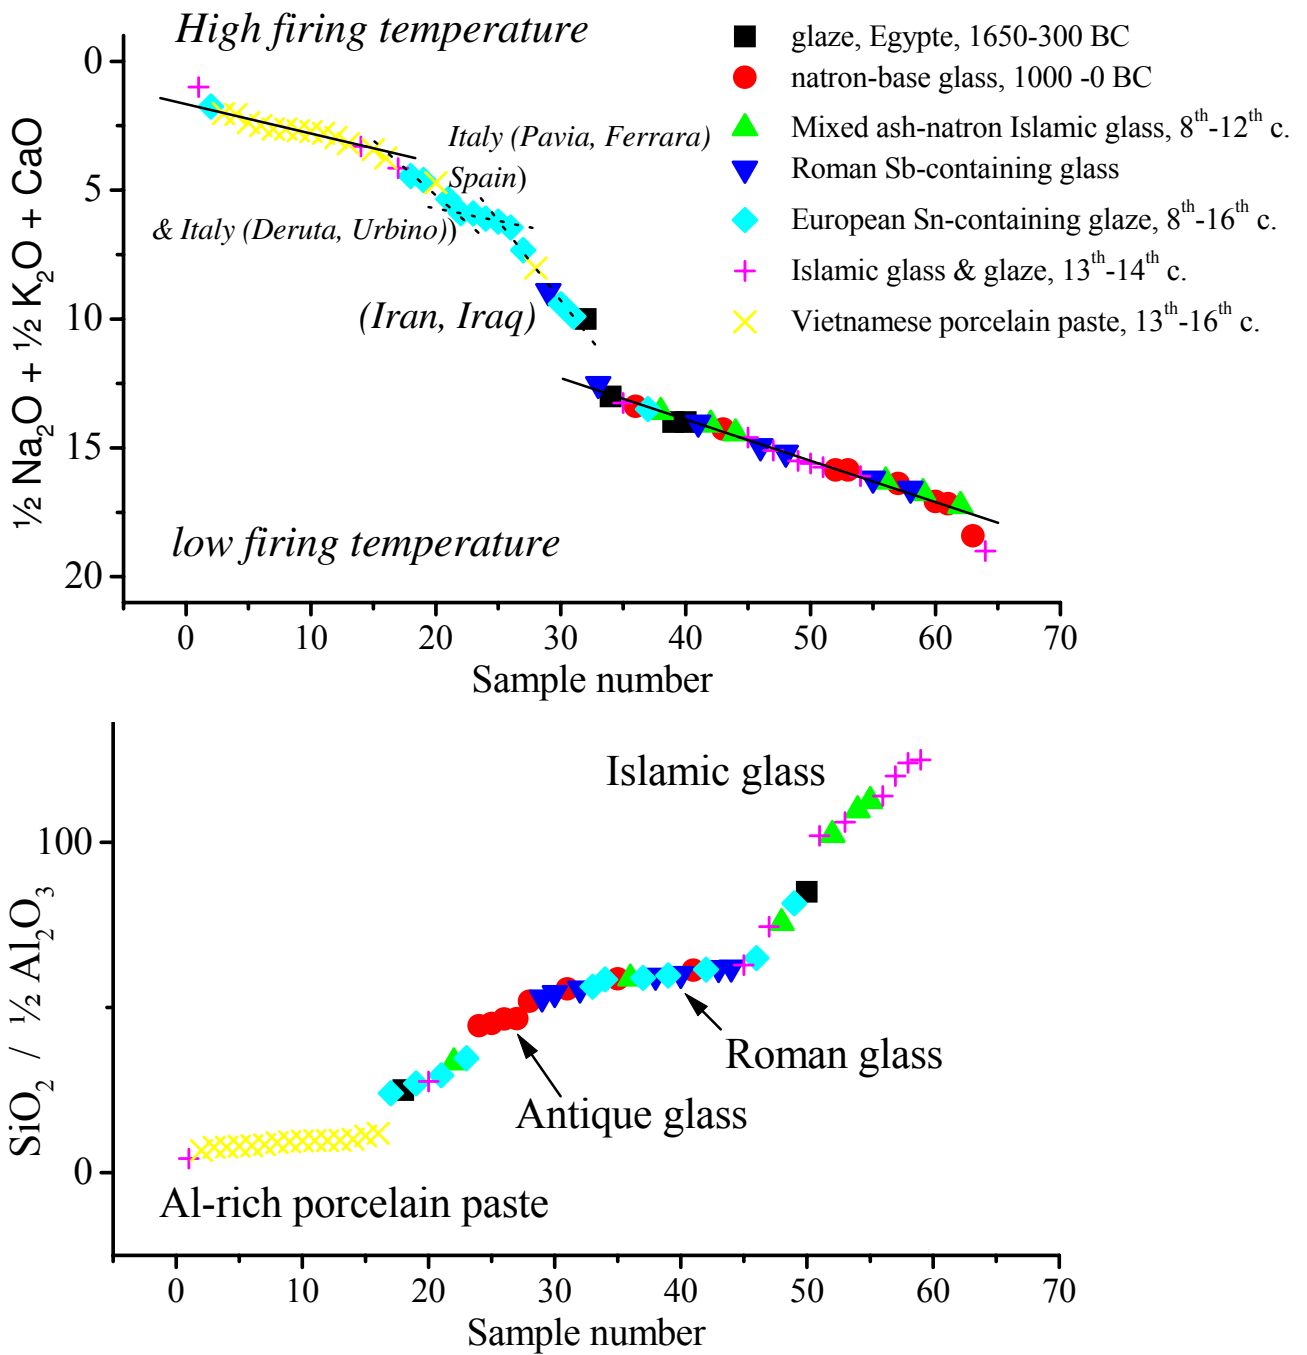 High firing temperature
glaze, Egypte, 1650-300 BC
natron-base glass, 1000 -0 BC
Mixed ash-natron Islamic glass, 8th-12th c.
Roman Sb-containing glass
European Sn-containing glaze, 8th-16th c.
Islamic glass & glaze, 13th-14th c.
Vietnamese porcelain paste, 13th-16th c.
Italy (Pavia, Ferrara)
Spain)
& Italy (Deruta, Urbino))
(Iran, Iraq)
low firing temperature
½ Na2O + ½ K2O + CaO
0
5
10
15
20
0 10 20 30 40 50 60 70
Sample number
Islamic glass
Roman glass
Antique glass
Al-rich porcelain paste
SiO2 / ½ Al2O3
100
0
0 10 20 30 40 50 60 70
Sample number